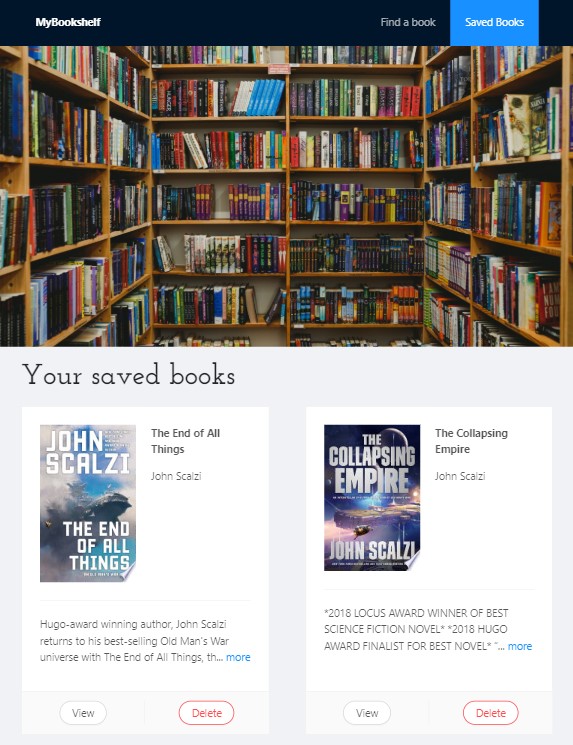 MyBookshelf
Find a book
Saved Books
Your saved books
JOHN
SCALZI
THE END
OF ALL
THINGS
The End of All
Things
John Scalzi
Hugo-award winning author, John Scalzi
returns to his best-selling Old Man's War
universe with The End of All Things, th... more
View
Delete
THE
COLLAPSING
EMPIRE
JOHN SCALZI
The Collapsing
Empire
John Scalzi
*2018 LOCUS AWARD WINNER OF BEST
SCIENCE FICTION NOVEL* *2018 HUGO
AWARD FINALIST FOR BEST NOVEL* "... more
View
Delete